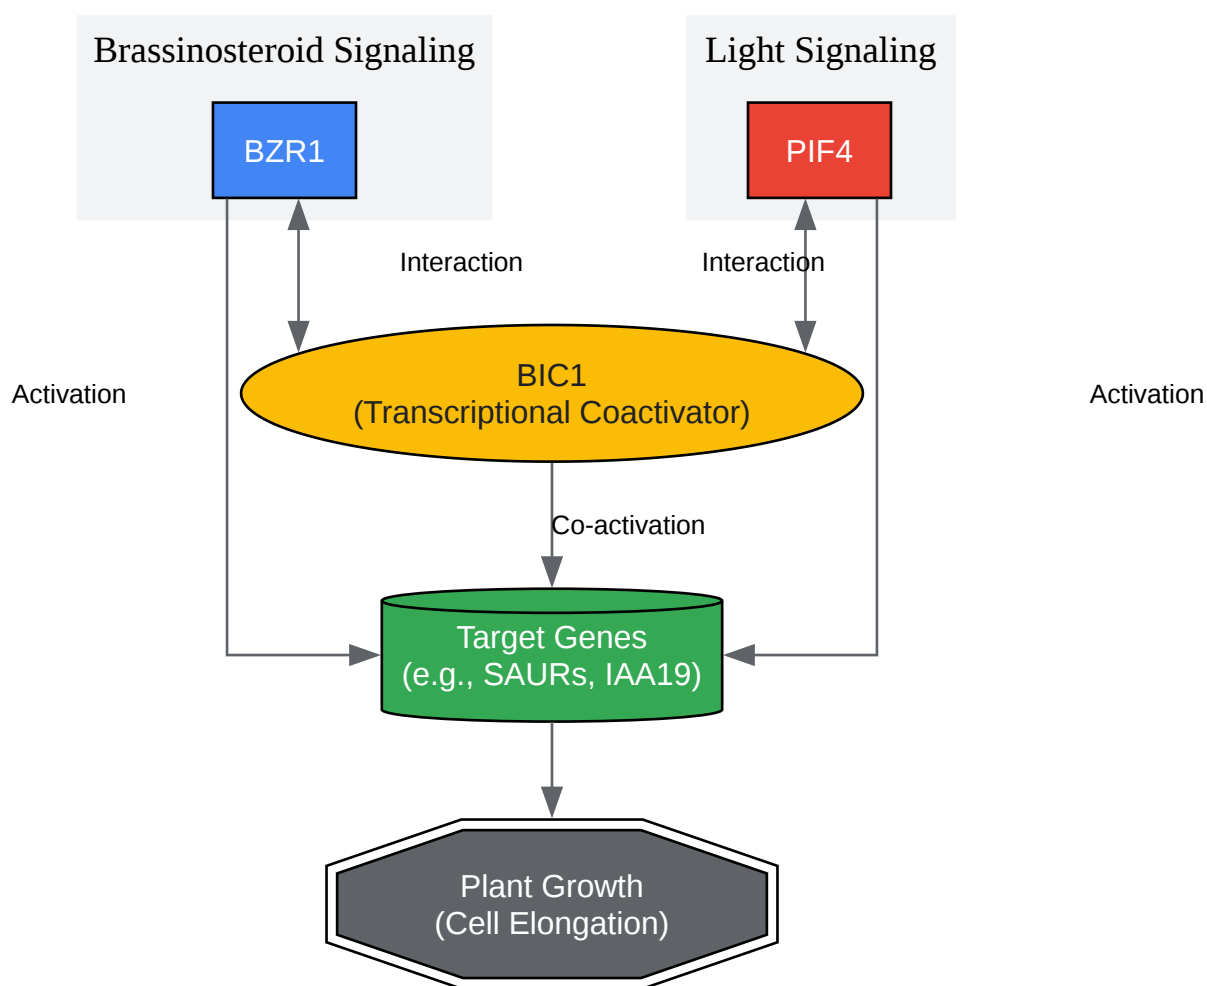 Brassinosteroid Signaling
Light Signaling
BZR1
PIF4
Interaction
Interaction
BIC1
(Transcriptional Coactivator)
Activation
Activation
Co-activation
Target Genes
(e.g., SAURs, IAA19)
Plant Growth
(Cell Elongation)